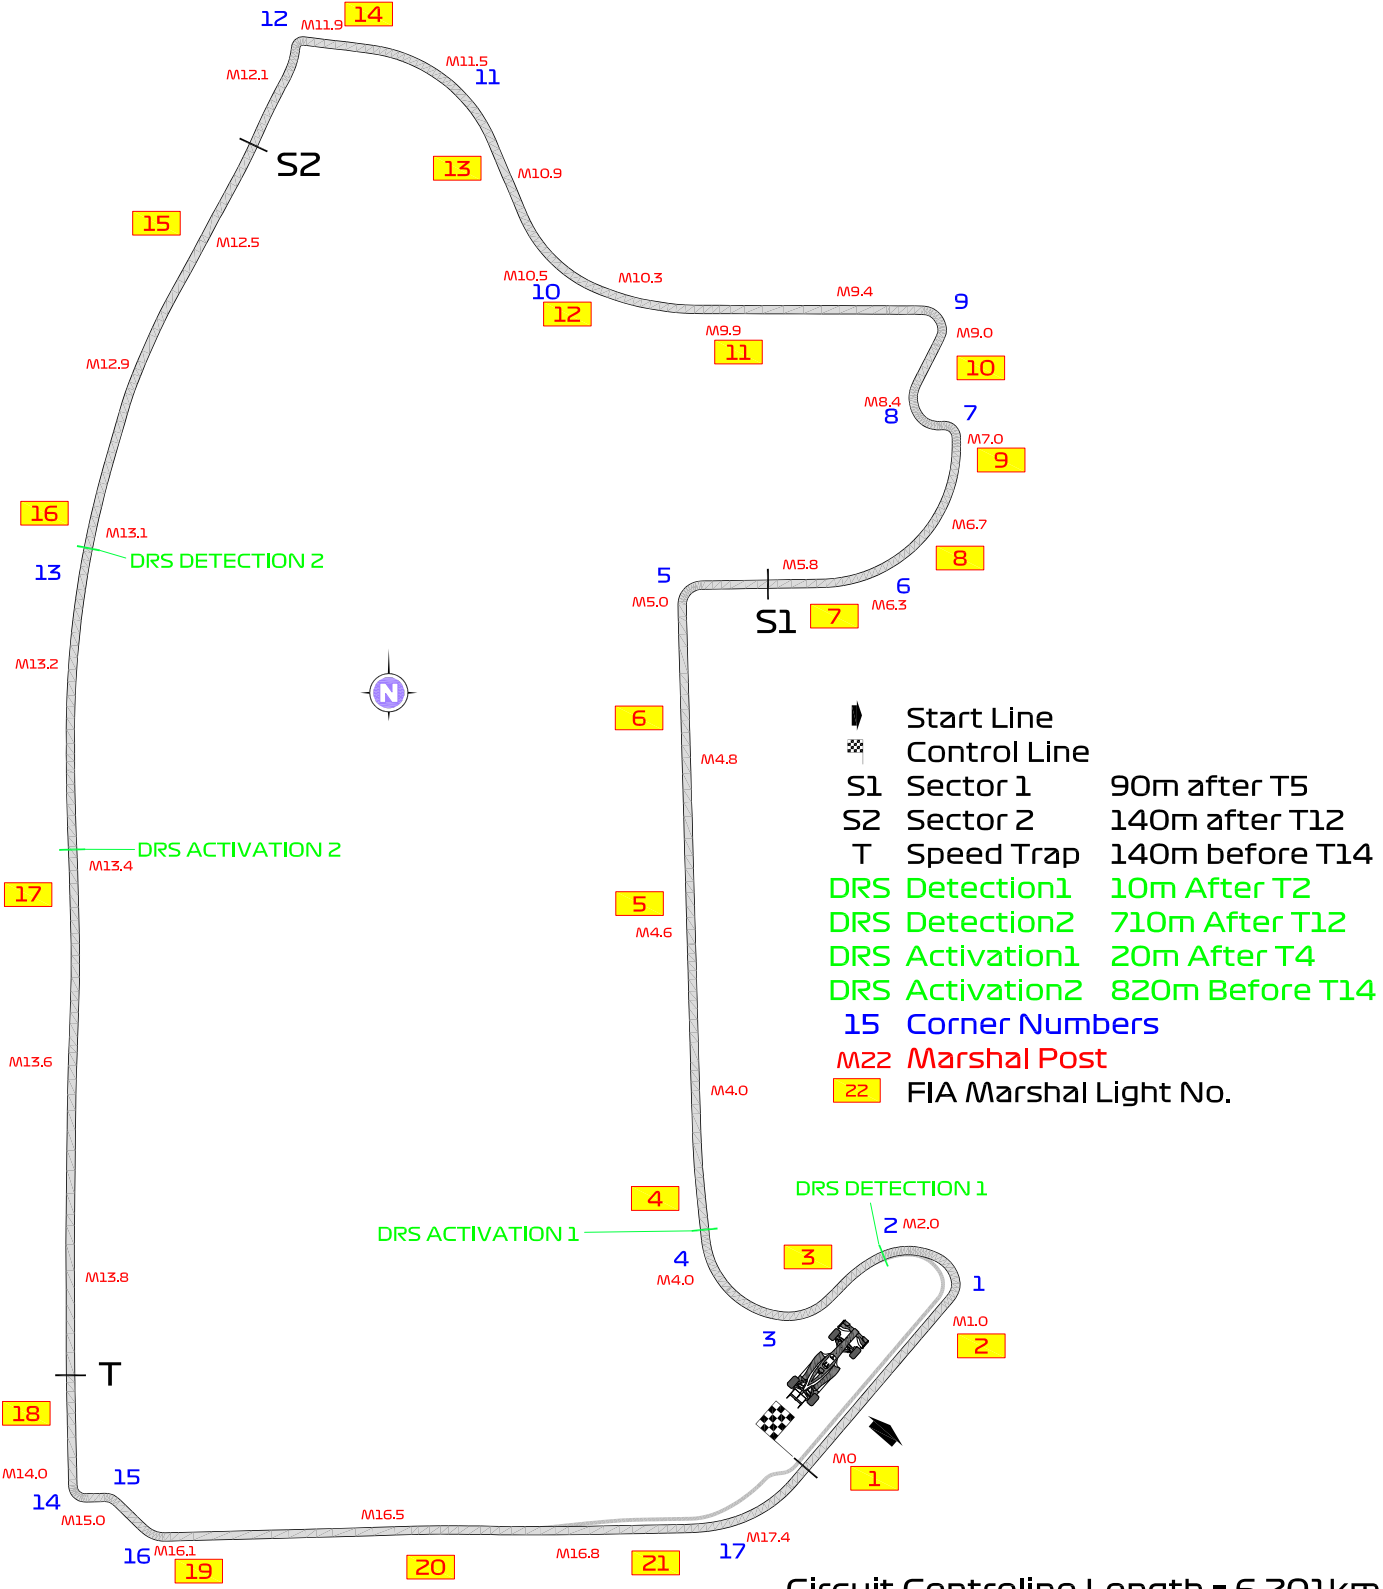 12
M11.9
14
M12.1
M11.5
11
S2
13
M10.9
15
M12.5
M10.5
10
12
M10.3
M9.4
9
M9.9
11
M9.0
10
M12.9
M8.4
8
7
M7.0
9
16
M13.1
DRS DETECTION 2
13
M6.7
8
5
M5.0
M5.8
6
M6.3
S1
7
M13.2
N
6
M4.8
Start Line
Control Line
S1 Sector 1 90m after T5
S2 Sector 2 140m after T12
T Speed Trap 140m before T14
DRS Detection1 10m After T2
DRS Detection2 710m After T12
DRS Activation1 20m After T4
DRS Activation2 820m Before T14
15 Corner Numbers
M22 Marshal Post
22 FIA Marshal Light No.
DRS ACTIVATION 2
M13.4
17
5
M4.6
M13.6
M4.0
4
DRS DETECTION 1
DRS ACTIVATION 1
2
M2.0
4
M4.0
3
M13.8
1
M1.0
2
3
T
18
M0
1
M14.0
14
15
M15.0
M16.5
16
M16.1
19
20
M16.8
21
17
M17.4
Circuit Controline Length = 6.201km